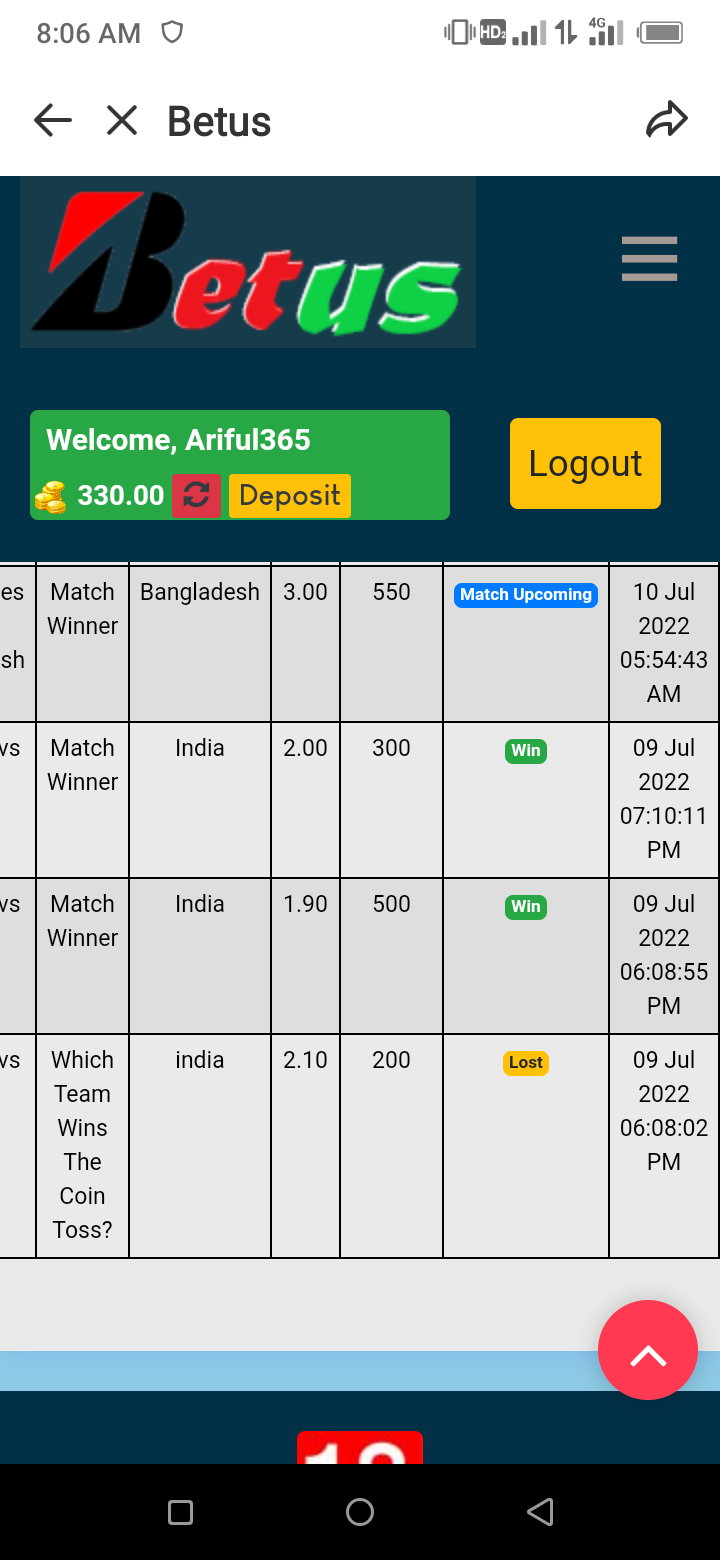 8:06 AM
HD2
4G
Betus
Betus
Welcome, Ariful365
330.00 Deposit
Logout
es Match Bangladesh 3.00 550 Match Upcoming 10 Jul
Winner 2022
sh 05:54:43
AM
vs Match India 2.00 300 Win 09 Jul
Winner 2022
07:10:11
PM
vs Match India 1.90 500 Win 09 Jul
Winner 2022
06:08:55
PM
vs Which india 2.10 200 Lost 09 Jul
Team 2022
Wins 06:08:02
The PM
Coin
Toss?